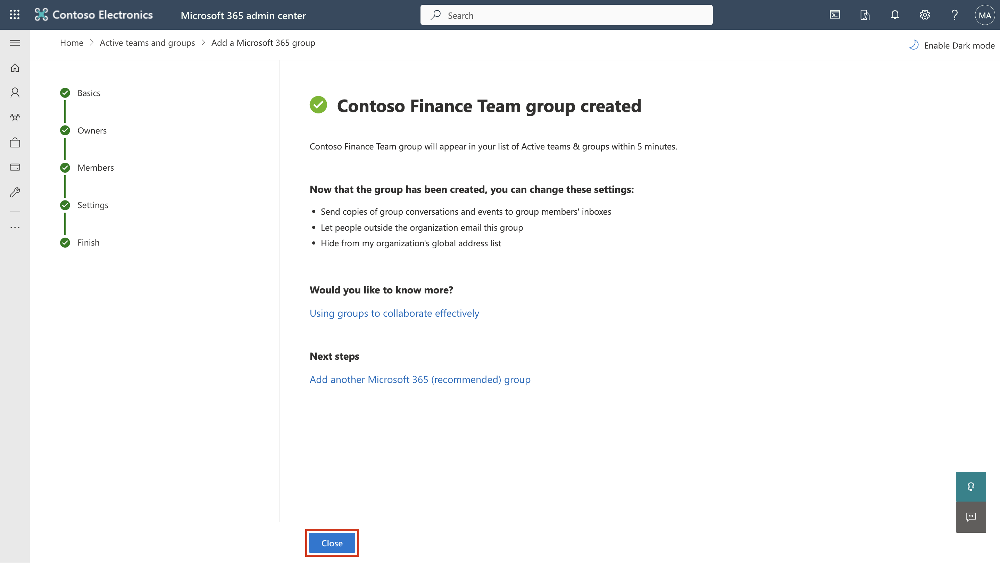 Contoso Electronics
Microsoft 365 admin center
Search
MA
Home > Active teams and groups > Add a Microsoft 365 group
Enable Dark mode
Basics
Owners
Members
Settings
Finish
Contoso Finance Team group created
Contoso Finance Team group will appear in your list of Active teams & groups within 5 minutes.
Now that the group has been created, you can change these settings:
• Send copies of group conversations and events to group members' inboxes
• Let people outside the organization email this group
• Hide from my organization's global address list
Would you like to know more?
Using groups to collaborate effectively
Next steps
Add another Microsoft 365 (recommended) group
Close